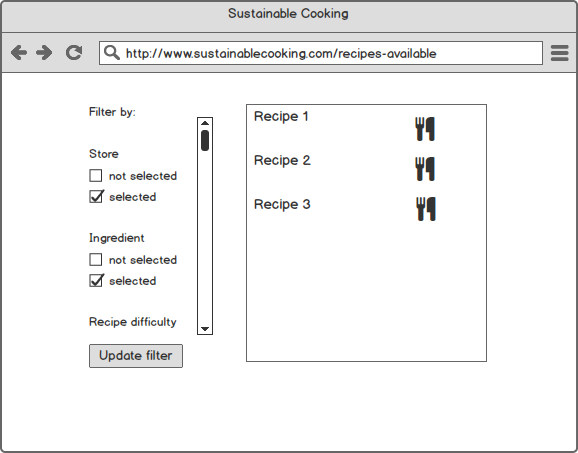 Sustainable Cooking
http://www.sustainablecooking.com/recipes-available
Filter by:
Store
not selected
selected
Ingredient
not selected
selected
Recipe difficulty
Update filter
Recipe 1
Recipe 2
Recipe 3